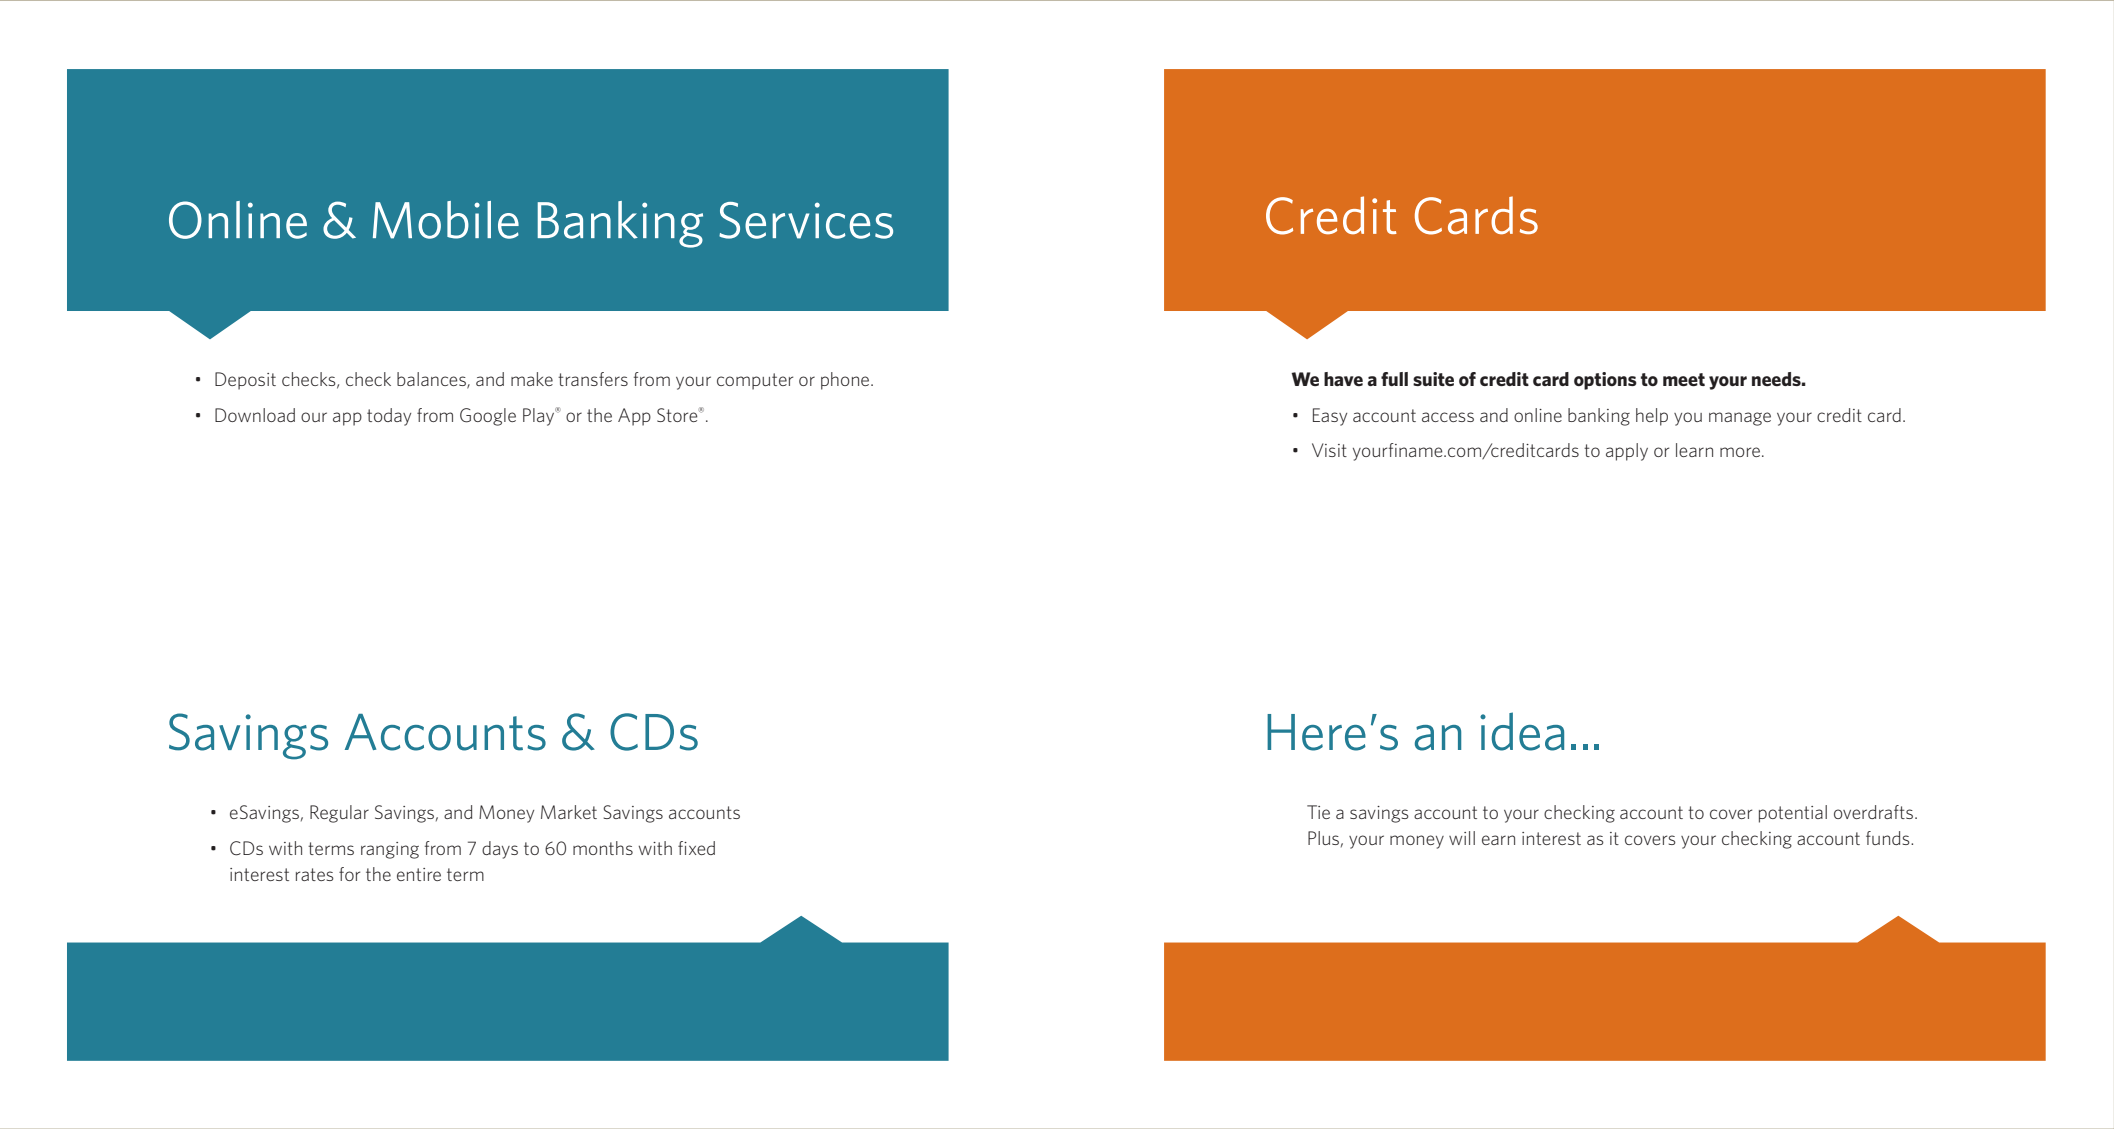 Online & Mobile Banking Services
• Deposit checks, check balances, and make transfers from your computer or phone.
• Download our app today from Google Play® or the App Store®.
Savings Accounts & CDs
• eSavings, Regular Savings, and Money Market Savings accounts
• CDs with terms ranging from 7 days to 60 months with fixed
interest rates for the entire term
Credit Cards
We have a full suite of credit card options to meet your needs.
• Easy account access and online banking help you manage your credit card.
• Visit yourfiname.com/creditcards to apply or learn more.
Here’s an idea...
Tie a savings account to your checking account to cover potential overdrafts.
Plus, your money will earn interest as it covers your checking account funds.